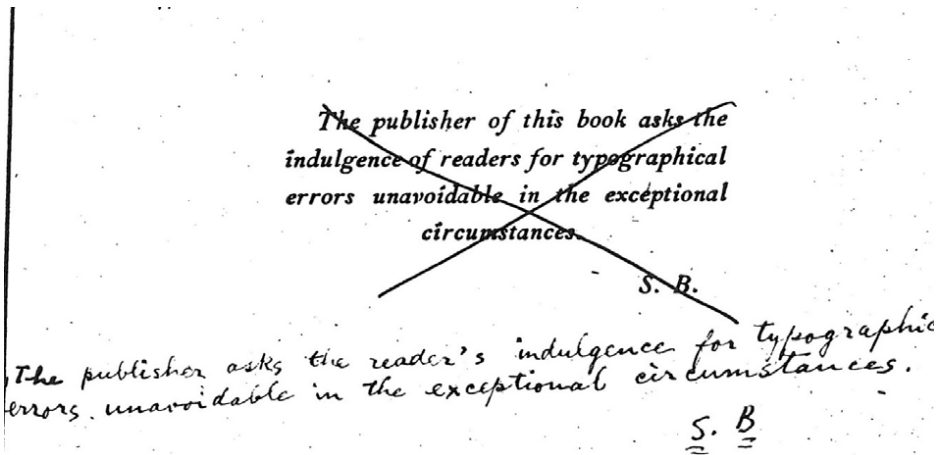 The publisher of this book asks the
indulgence of readers for typographical
errors unavoidable in the exceptional
circumstances.
S. B.
The publisher asks the reader's indulgence for typographic
errors unavoidable in the exceptional circumstances.
S. B